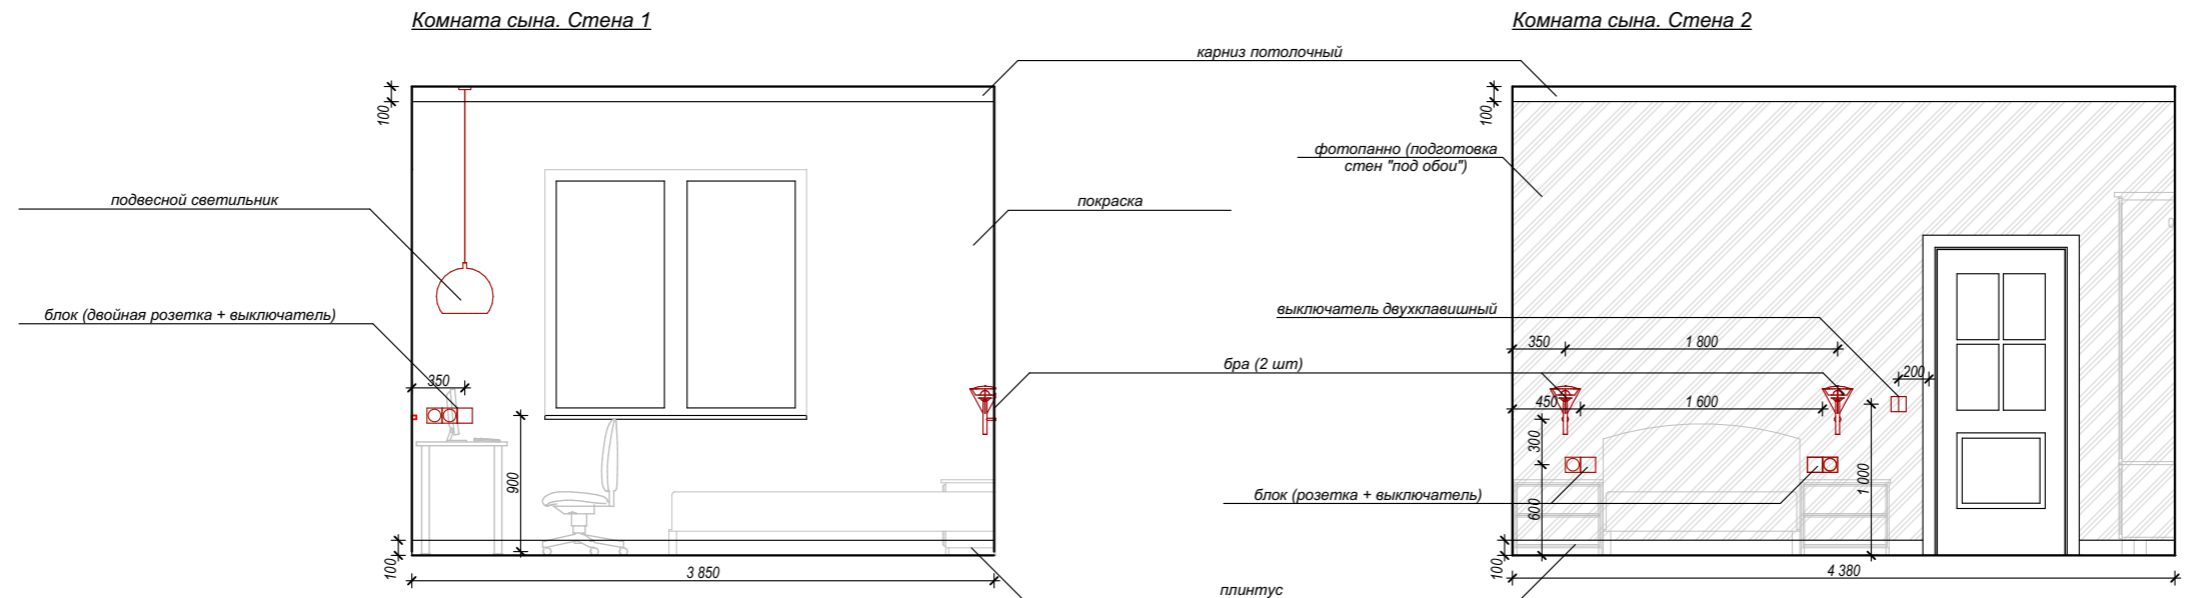 Комната сына. Стена 1
Комната сына. Стена 2
карниз потолочный
100
100
фотопанно (подготовка
стен "под обои")
подвесной светильник
покраска
блок (двойная розетка + выключатель)
выключатель двухклавишный
350
1 800
бра (2 шт)
200
350
450
1 600
300
900
1 000
блок (розетка + выключатель)
600
100
100
3 850
4 380
плинтус